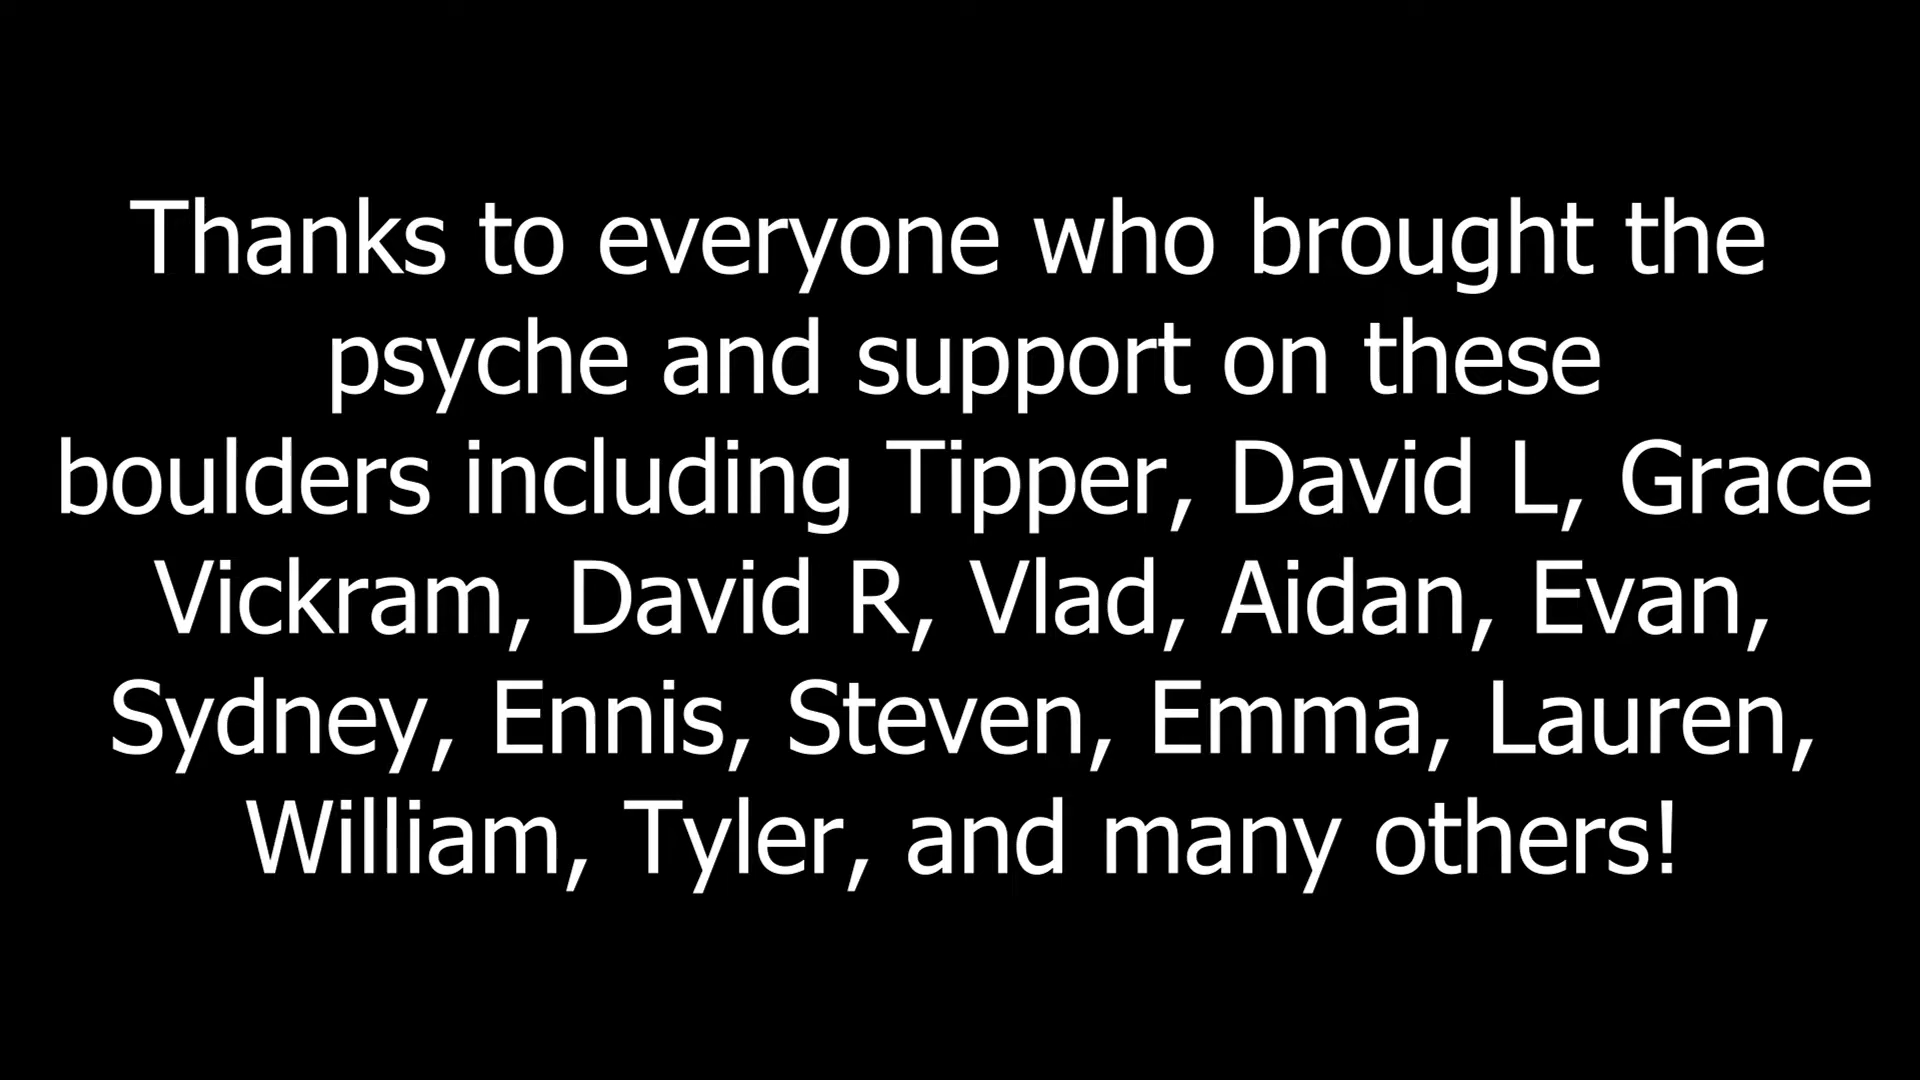 Thanks to everyone who brought the
psyche and support on these
boulders including Tipper, David L, Grace
Vickram, David R, Vlad, Aidan, Evan,
Sydney, Ennis, Steven, Emma, Lauren,
William, Tyler, and many others!